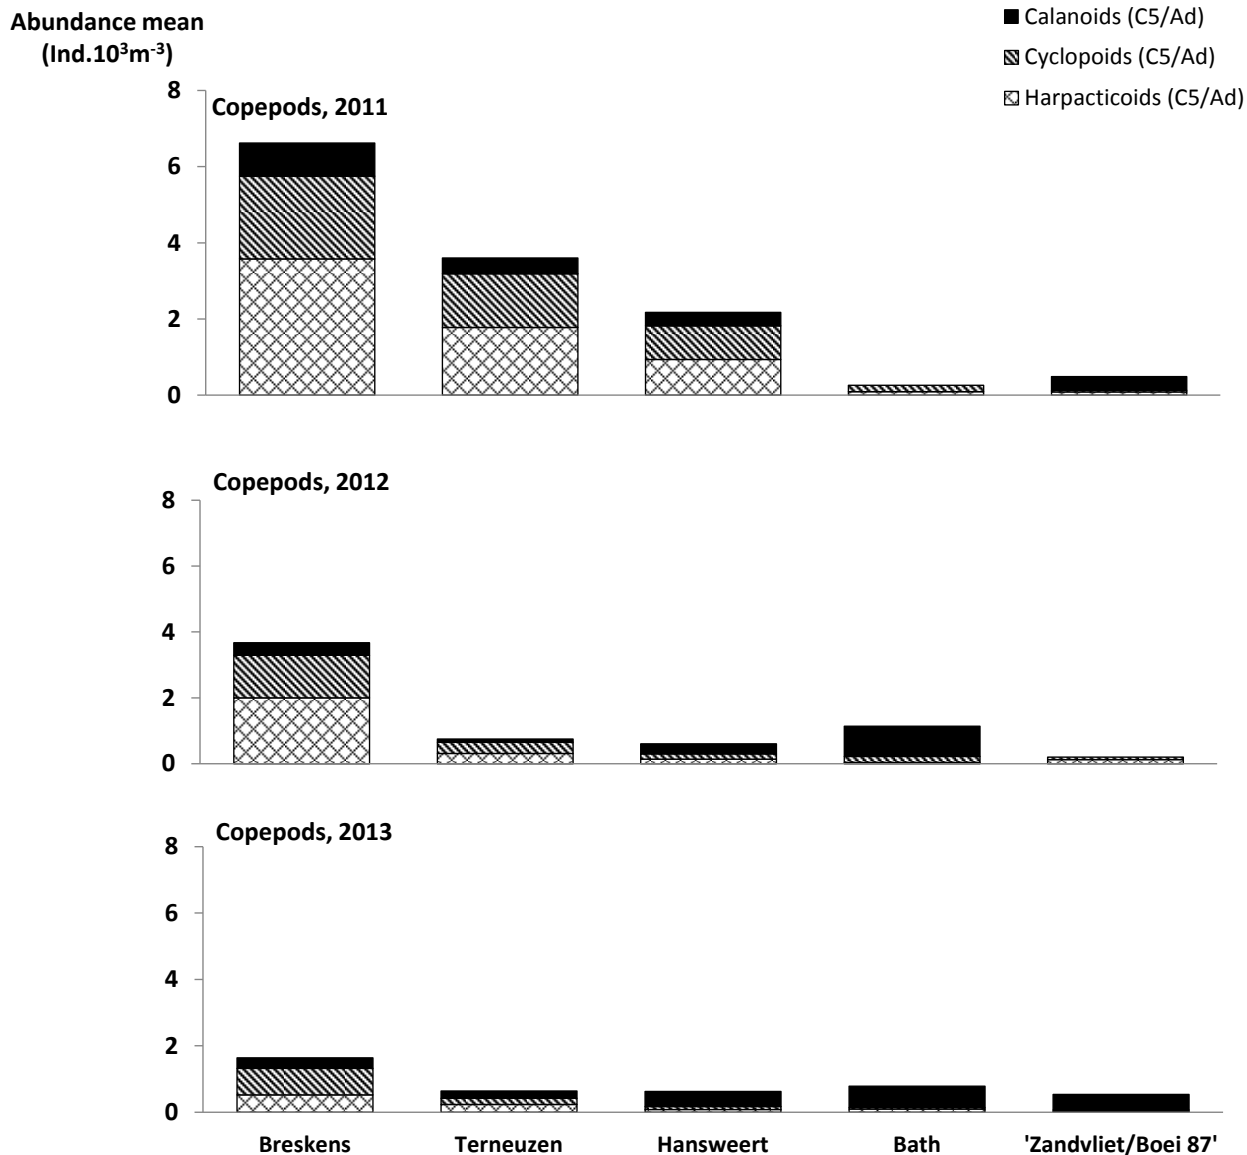 Abundance mean
(Ind.10³m⁻³)
Calanoids (C5/Ad)
Cyclopoids (C5/Ad)
Harpacticoids (C5/Ad)
Copepods, 2011
8
6
4
2
0
Copepods, 2012
8
6
4
2
0
Copepods, 2013
8
6
4
2
0
Breskens Terneuzen Hansweert Bath 'Zandvliet/Boei 87'